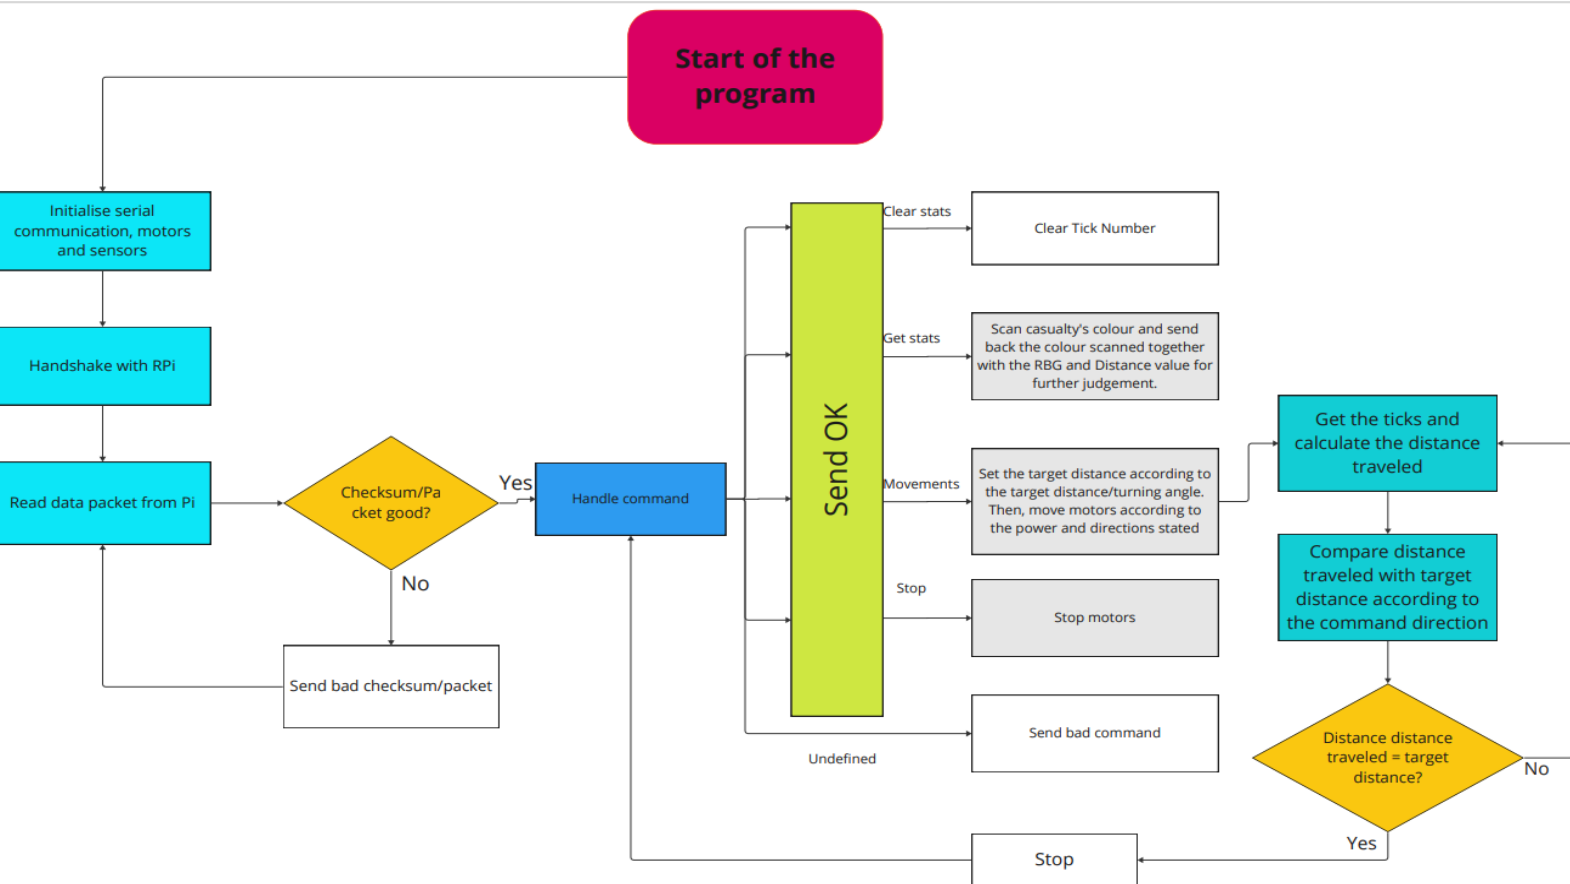 Start of the
program
Initialise serial
communication, motors
and sensors
Handshake with RPi
Read data packet from Pi
Checksum/Pa
cket good?
Yes
No
Send bad checksum/packet
Handle command
Send OK
Clear stats
Clear Tick Number
Get stats
Scan casualty's colour and send
back the colour scanned together
with the RBG and Distance value for
further judgement.
Movements
Set the target distance according to
the target distance/turning angle.
Then, move motors according to
the power and directions stated
Stop
Stop motors
Undefined
Send bad command
Get the ticks and
calculate the distance
traveled
Compare distance
traveled with target
distance according to
the command direction
Distance distance
traveled = target
distance?
No
Yes
Stop